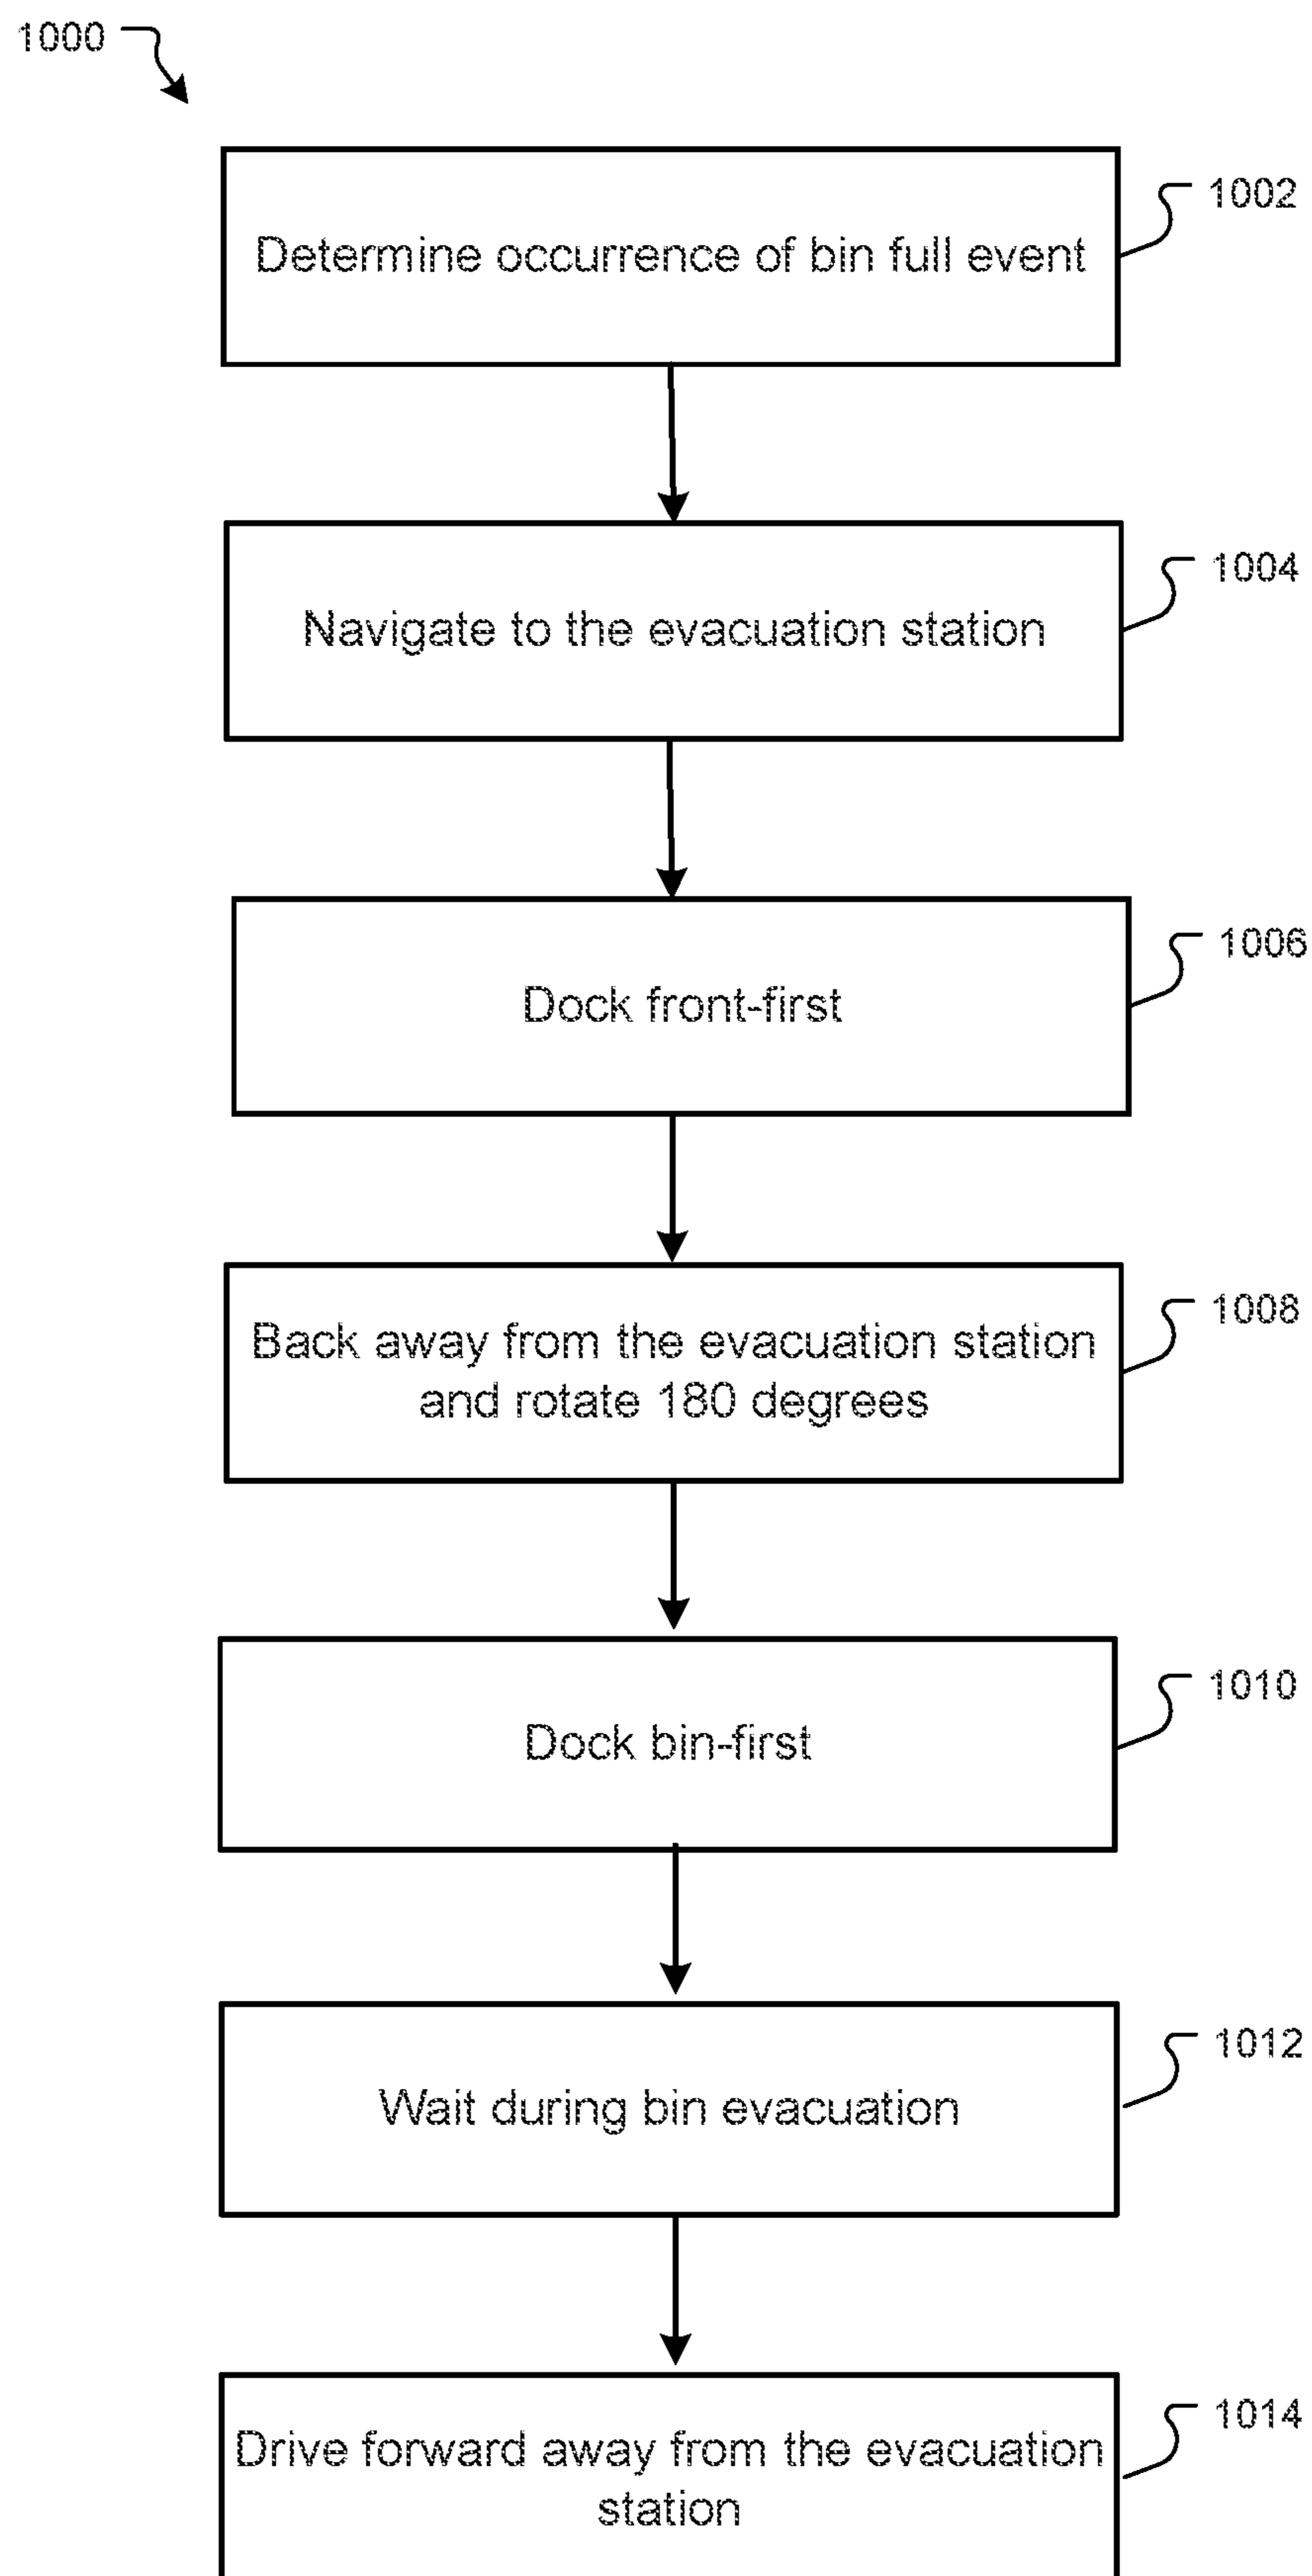 1000
1002
Determine occurrence of bin full event
1004
Navigate to the evacuation station
1006
Dock front-first
1008
Back away from the evacuation station
and rotate 180 degrees
1010
Dock bin-first
1012
Wait during bin evacuation
1014
Drive forward away from the evacuation
station